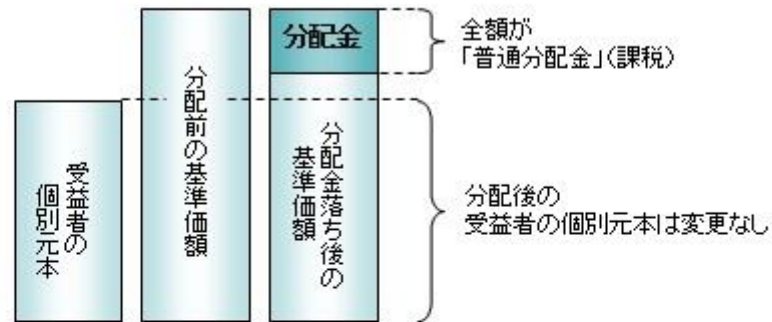 受益者の
個別元本
分配前の基準価額
分配金
分配金落ち後の
基準価額
全額が
「普通分配金」(課税)
分配後の
受益者の個別元本は変更なし